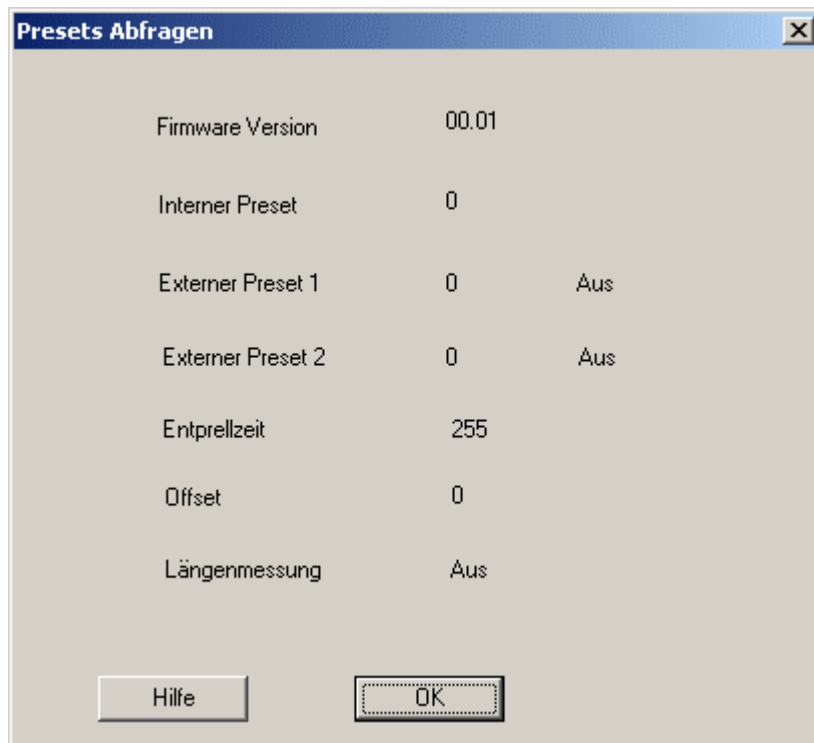 Presets Abfragen
Firmware Version 00.01
Interner Preset 0
Externer Preset 1 0 Aus
Externer Preset 2 0 Aus
Entprellzeit 255
Offset 0
Längenmessung Aus
Hilfe OK